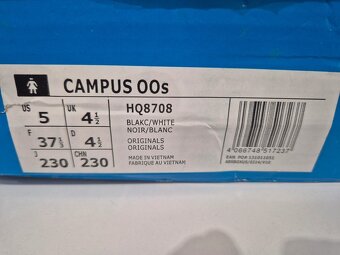 CAMPUS 00s
US 5 UK 4½
F 37⅓ D 4½
J 230 CHN 230
HQ8708
BLAKC/WHITE
NOIR/BLANC
ORIGINALS
ORIGINALS
MADE IN VIETNAM
FABRIQUE AU VIETNAM
4 066748 517237